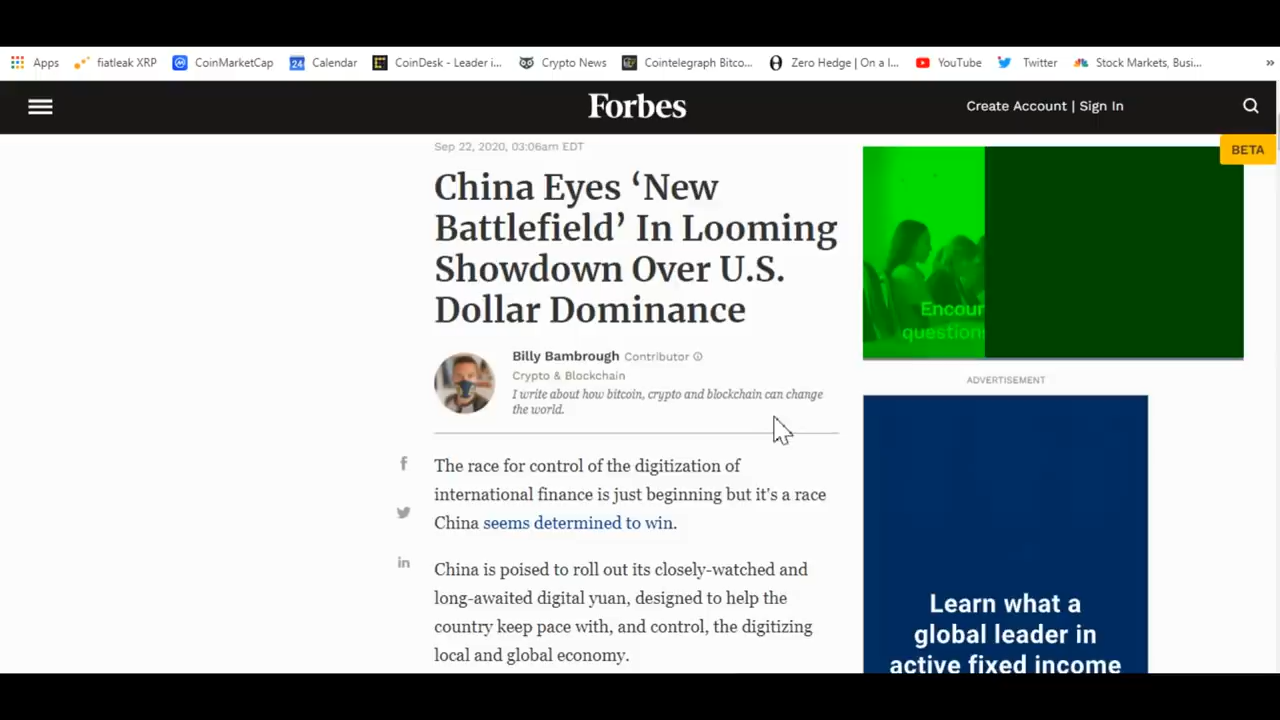 Apps
fiatleak XRP
CoinMarketCap
24
Calendar
CoinDesk - Leader i...
Crypto News
Cointelegraph Bitco...
Zero Hedge | On a l...
YouTube
Twitter
Stock Markets, Busi...
»
Forbes
Create Account | Sign In
BETA
Sep 22, 2020, 03:06am EDT
China Eyes ‘New
Battlefield’ In Looming
Showdown Over U.S.
Dollar Dominance
Billy Bambrough Contributor
Crypto & Blockchain
I write about how bitcoin, crypto and blockchain can change
the world.
The race for control of the digitization of
international finance is just beginning but it's a race
China seems determined to win.
China is poised to roll out its closely-watched and
long-awaited digital yuan, designed to help the
country keep pace with, and control, the digitizing
local and global economy.
f
in
Encour
question
ADVERTISEMENT
Learn what a
global leader in
active fixed income